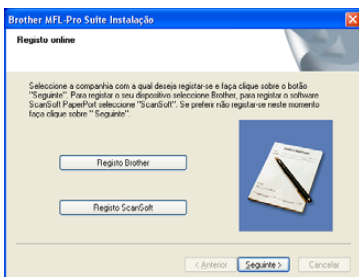 Brother MFL-Pro Suite Instalação
Registo online
Seleccione a companhia com a qual deseja registar-se e faça clique sobre o botão
"Seguinte". Para registar o seu dispositivo seleccione Brother, para registar o software
ScanSoft PaperPort seleccione "ScanSoft". Se preferir não registar-se neste momento
faça clique sobre " Seguinte".
Registo Brother
Registo ScanSoft
< Anterior
Seguinte >
Cancelar